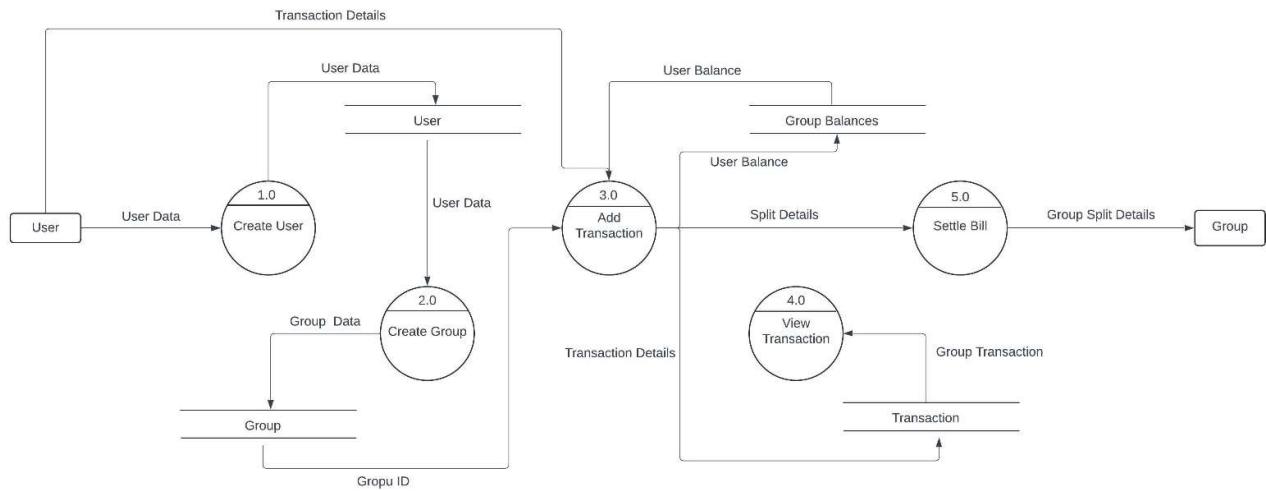 Transaction Details
User Data
User Balance
User
Group Balances
User Balance
1.0
Create User
User Data
3.0
Add
Transaction
5.0
Settle Bill
User
User Data
Split Details
Group Split Details
Group
2.0
Create Group
Group Data
4.0
View
Transaction
Transaction Details
Group Transaction
Group
Transaction
Gropu ID